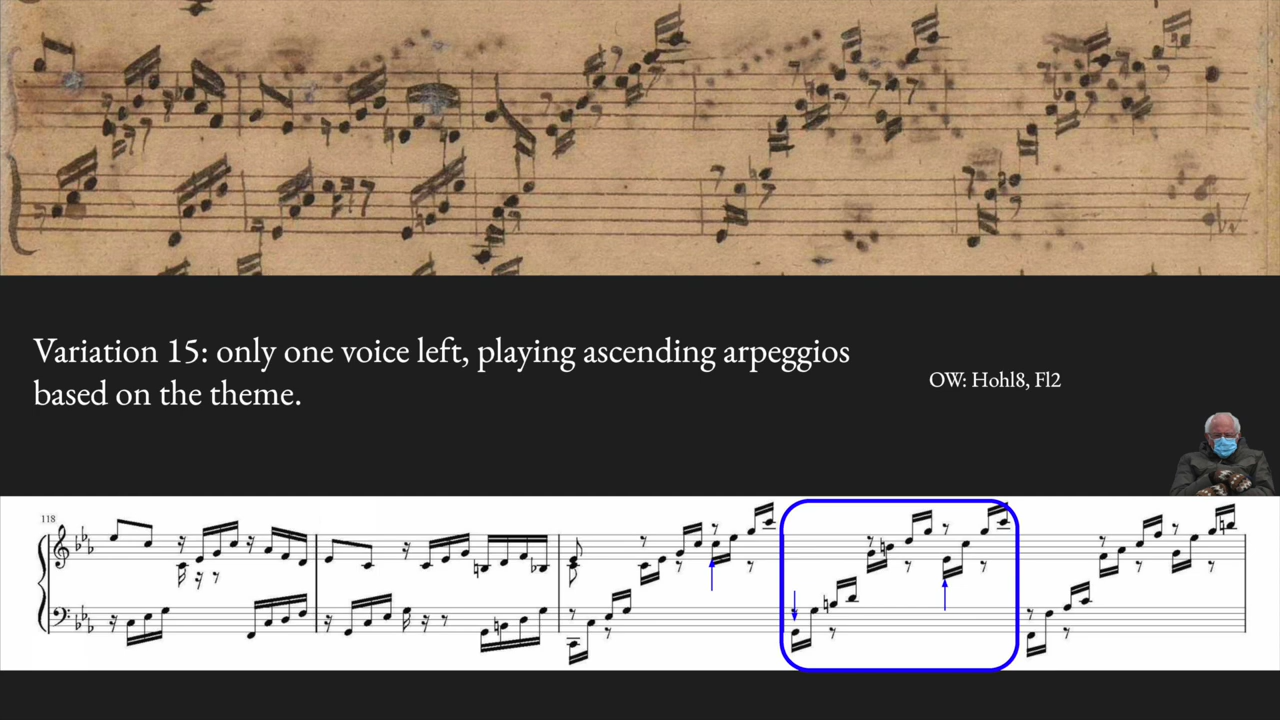 Variation 15: only one voice left, playing ascending arpeggios
based on the theme.
OW: Hohl8, Fl2
118